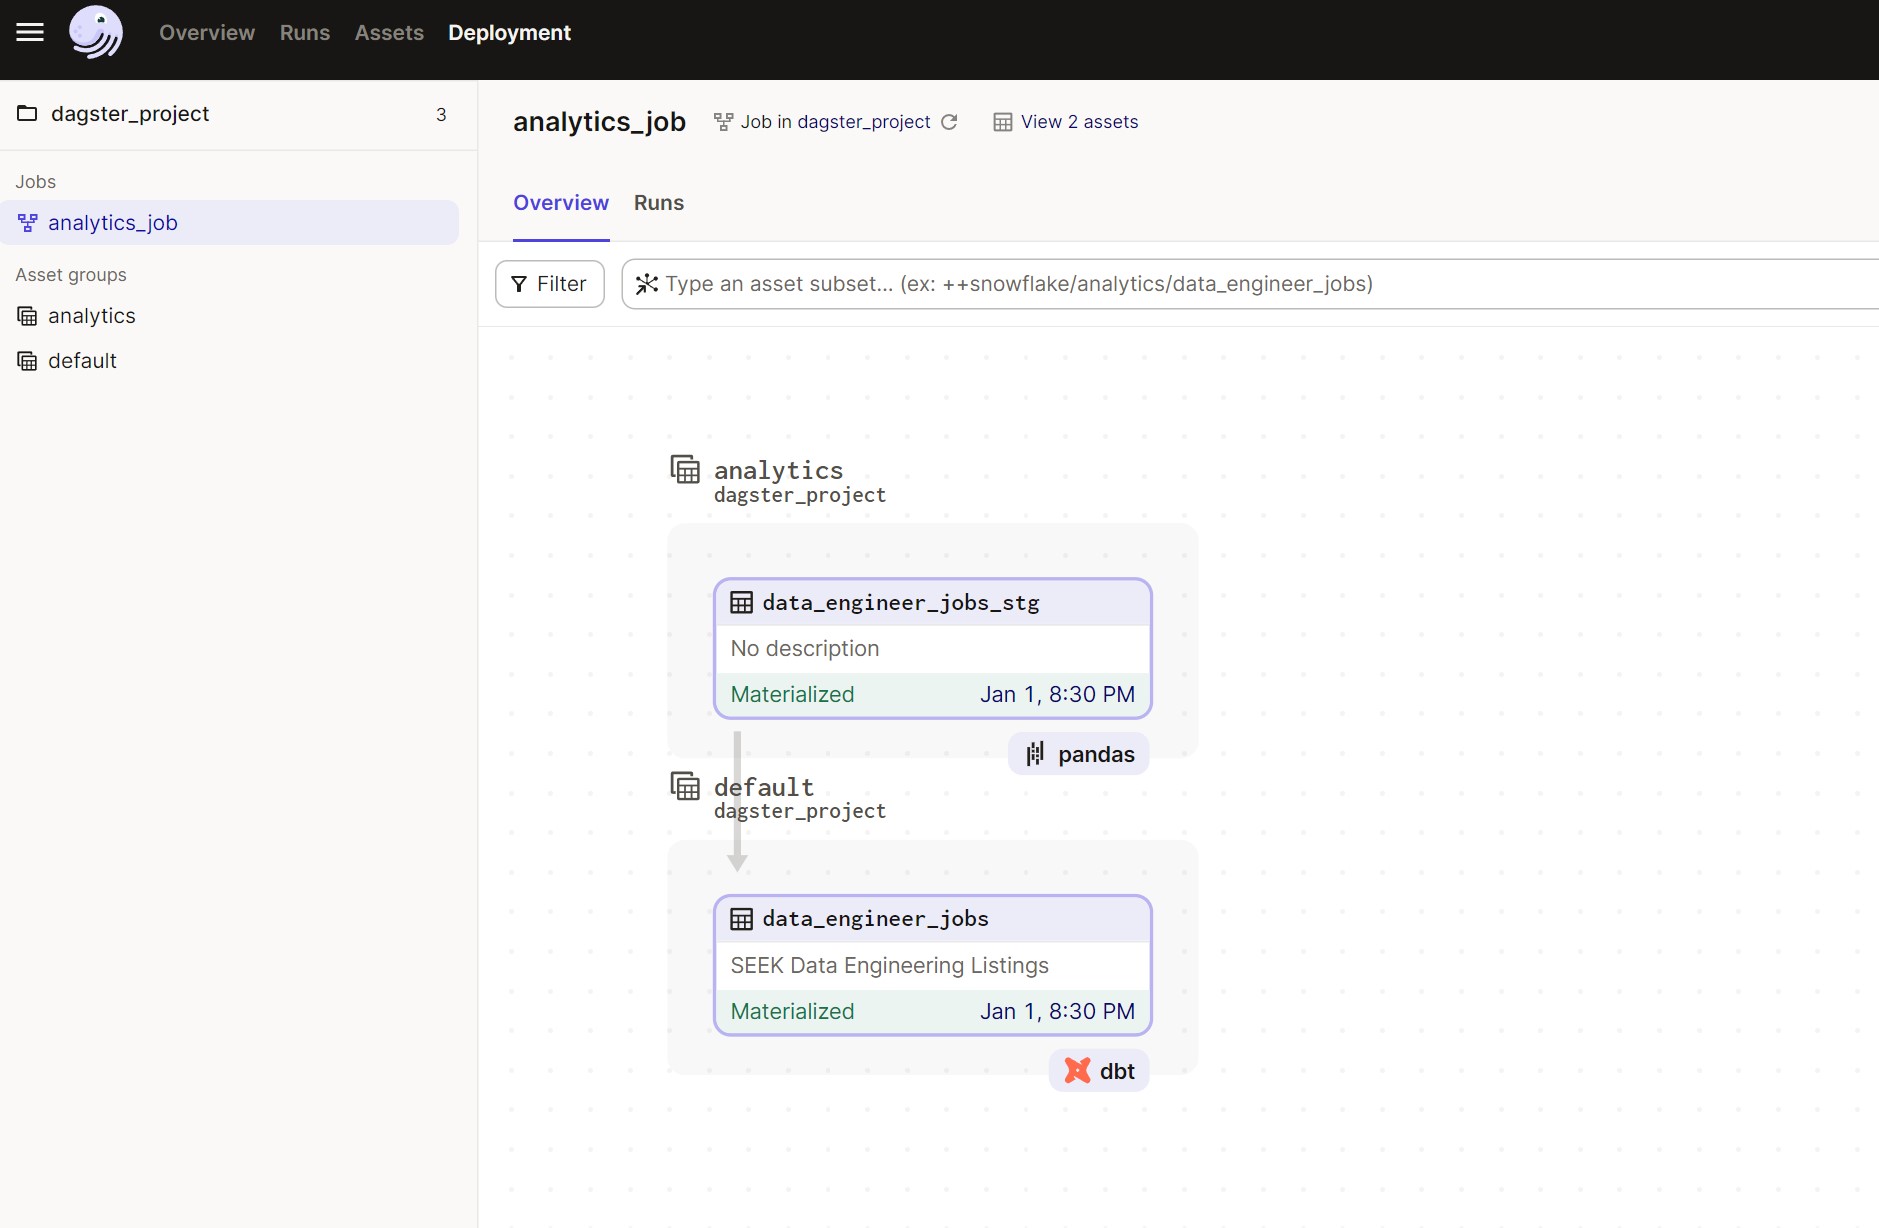 Overview Runs Assets Deployment
dagster_project 3
Jobs
analytics_job
Asset groups
analytics
default
analytics_job Job in dagster_project View 2 assets
Overview Runs
Filter Type an asset subset... (ex: ++snowflake/analytics/data_engineer_jobs)
analytics
dagster_project
data_engineer_jobs_stg
No description
Materialized Jan 1, 8:30 PM
pandas
default
dagster_project
data_engineer_jobs
SEEK Data Engineering Listings
Materialized Jan 1, 8:30 PM
dbt